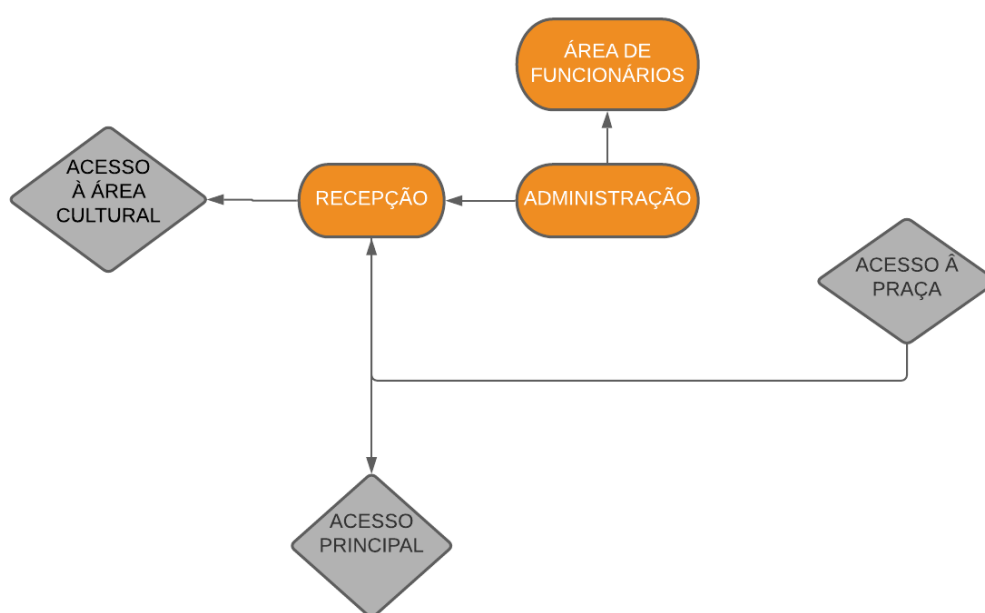 ÁREA DE
FUNCIONÁRIOS
ACESSO
À ÁREA
CULTURAL
RECEPÇÃO
ADMINISTRAÇÃO
ACESSO Â
PRAÇA
ACESSO
PRINCIPAL